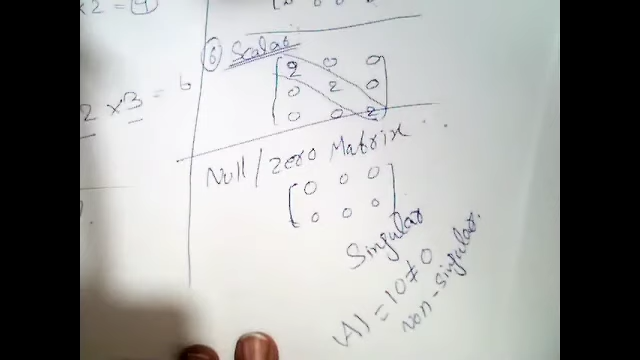 x2 = 4
2 x 3 = 6
⑥ Scalar
2 0 0
0 2 0
0 0 2
Null / zero Matrix
0 0 0
0 0 0
Singular
|A| = 10 ≠ 0
Non-singular.